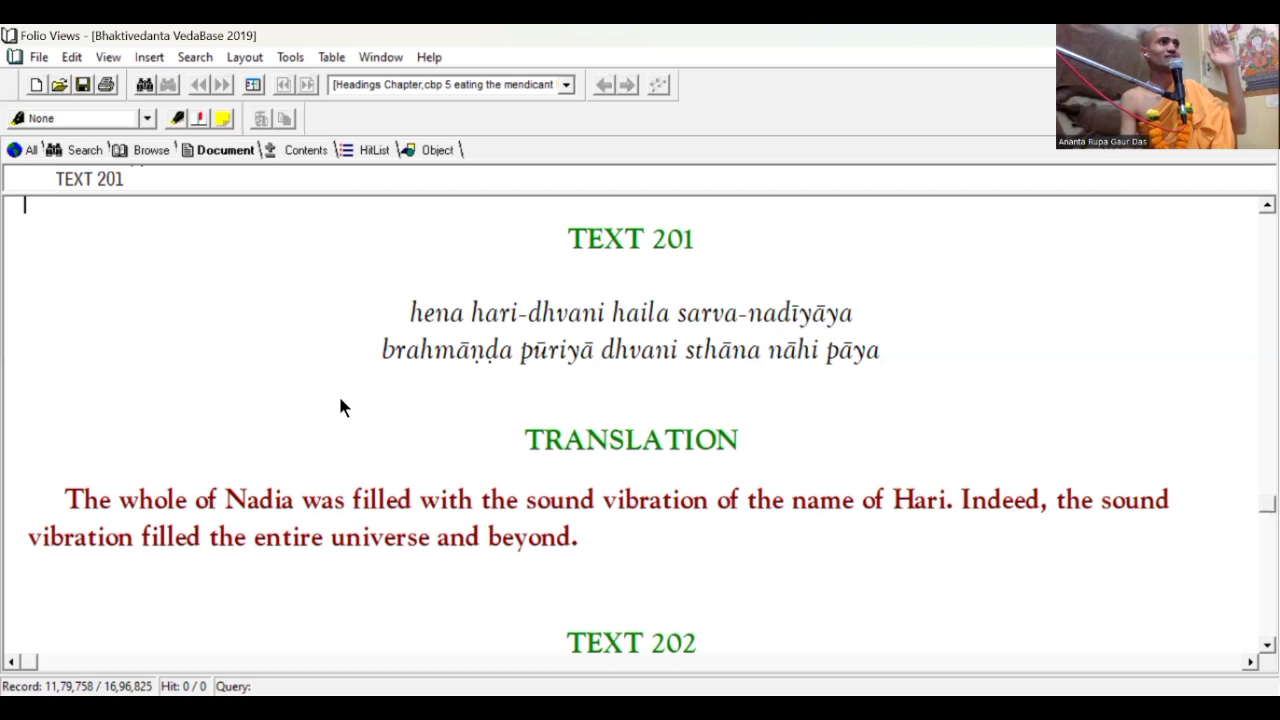 Folio Views - [Bhaktivedanta VedaBase 2019]
File Edit View Insert Search Layout Tools Table Window Help
[Headings Chapter,cbp 5 eating the mendicant
None
All Search Browse Document Contents HitList Object
Ananta Rupa Gaur Das
TEXT 201
TEXT 201
hena hari-dhvani haila sarva-nadīyāya
brahmāṇḍa pūriyā dhvani sthāna nāhi pāya
TRANSLATION
The whole of Nadia was filled with the sound vibration of the name of Hari. Indeed, the sound
vibration filled the entire universe and beyond.
TEXT 202
Record: 11,79,758 / 16,96,825 Hit: 0 / 0 Query: